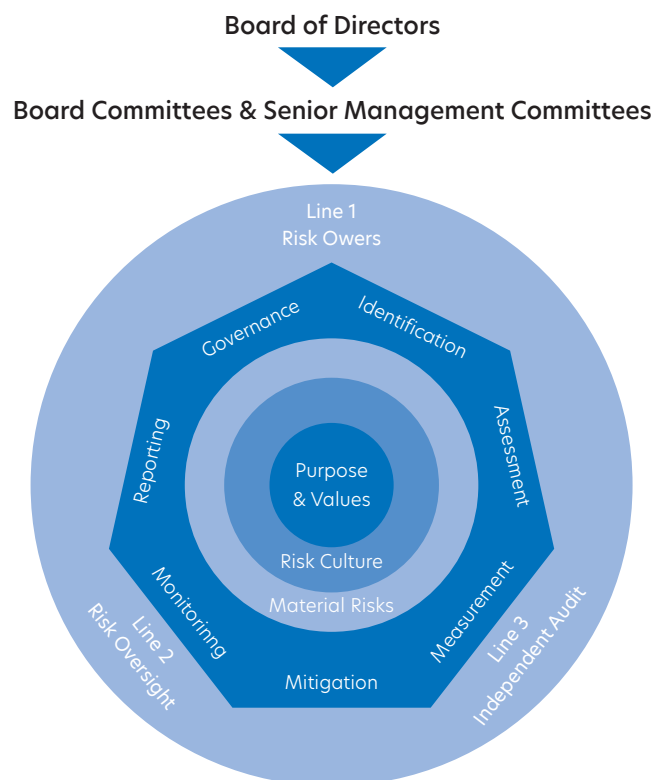 Board of Directors
Board Committees & Senior Management Committees
Line 1
Risk Owers
Governance
Identification
Reporting
Assessment
Purpose
& Values
Risk Culture
Material Risks
Monitorinng
Measurement
Mitigation
Line 2
Risk Oversight
Line 3
Independent Audit